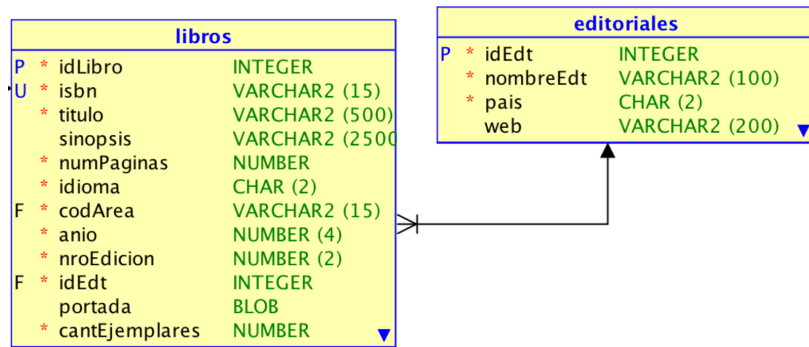 libros
P * idLibro INTEGER
U * isbn VARCHAR2 (15)
* titulo VARCHAR2 (500)
sinopsis VARCHAR2 (2500
* numPaginas NUMBER
* idioma CHAR (2)
F * codArea VARCHAR2 (15)
* anio NUMBER (4)
* nroEdicion NUMBER (2)
F * idEdt INTEGER
portada BLOB
* cantEjemplares NUMBER
editoriales
P * idEdt INTEGER
* nombreEdt VARCHAR2 (100)
* pais CHAR (2)
web VARCHAR2 (200)